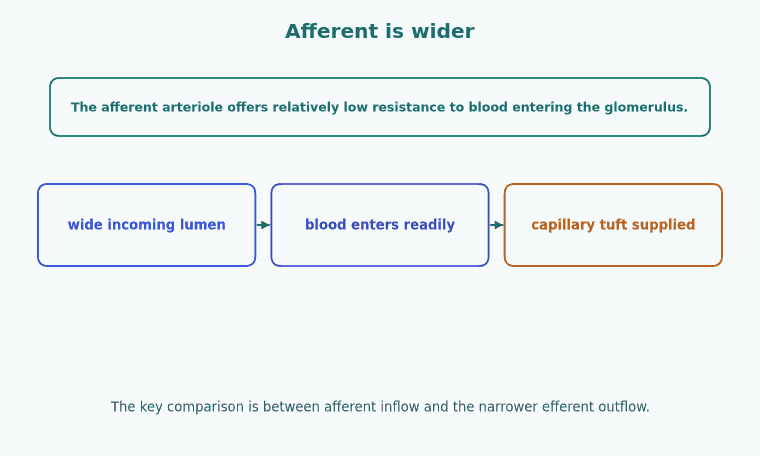 Afferent is wider
The afferent arteriole offers relatively low resistance to blood entering the glomerulus.
wide incoming lumen
blood enters readily
capillary tuft supplied
The key comparison is between afferent inflow and the narrower efferent outflow.